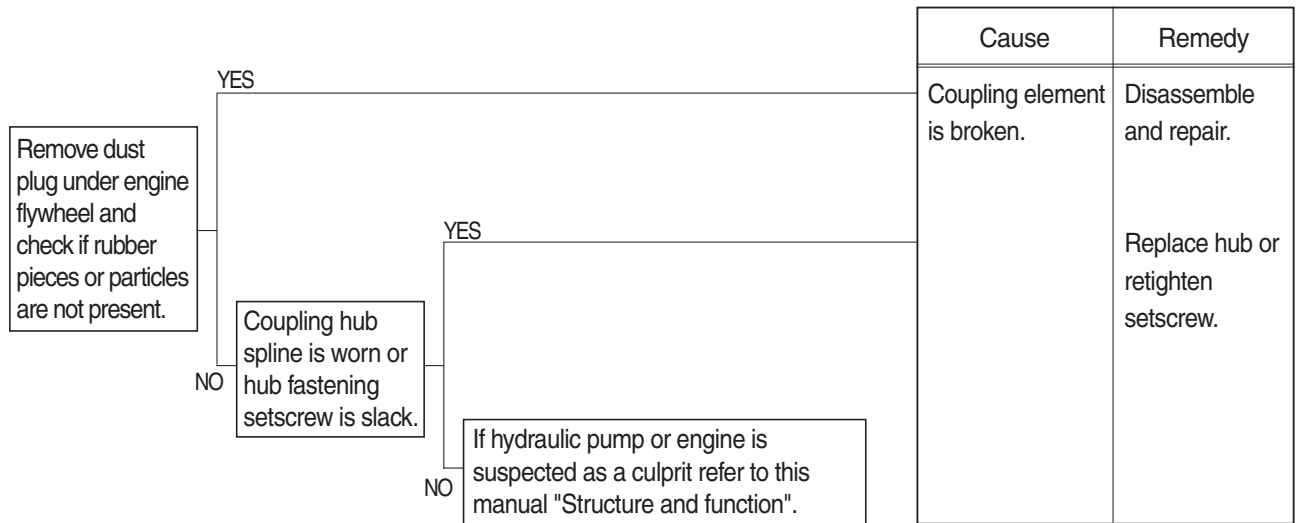 Cause
Remedy
YES
Coupling element
is broken.
Disassemble
and repair.
Remove dust
plug under engine
flywheel and
check if rubber
pieces or particles
are not present.
YES
Replace hub or
retighten
setscrew.
NO
Coupling hub
spline is worn or
hub fastening
setscrew is slack.
NO
If hydraulic pump or engine is
suspected as a culprit refer to this
manual "Structure and function".